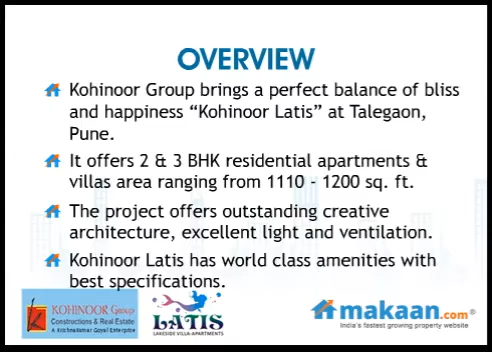 OVERVIEW
Kohinoor Group brings a perfect balance of bliss
and happiness “Kohinoor Latis” at Talegaon,
Pune.
It offers 2 & 3 BHK residential apartments &
villas area ranging from 1110 - 1200 sq. ft.
The project offers outstanding creative
architecture, excellent light and ventilation.
Kohinoor Latis has world class amenities with
best specifications.
KOHINOOR GROUP
Constructions & Real Estate
A Krishnakumar Goyal Enterprise
LATIS
LAKESIDE VILLA-APARTMENTS
makaan.com®
India's fastest growing property website